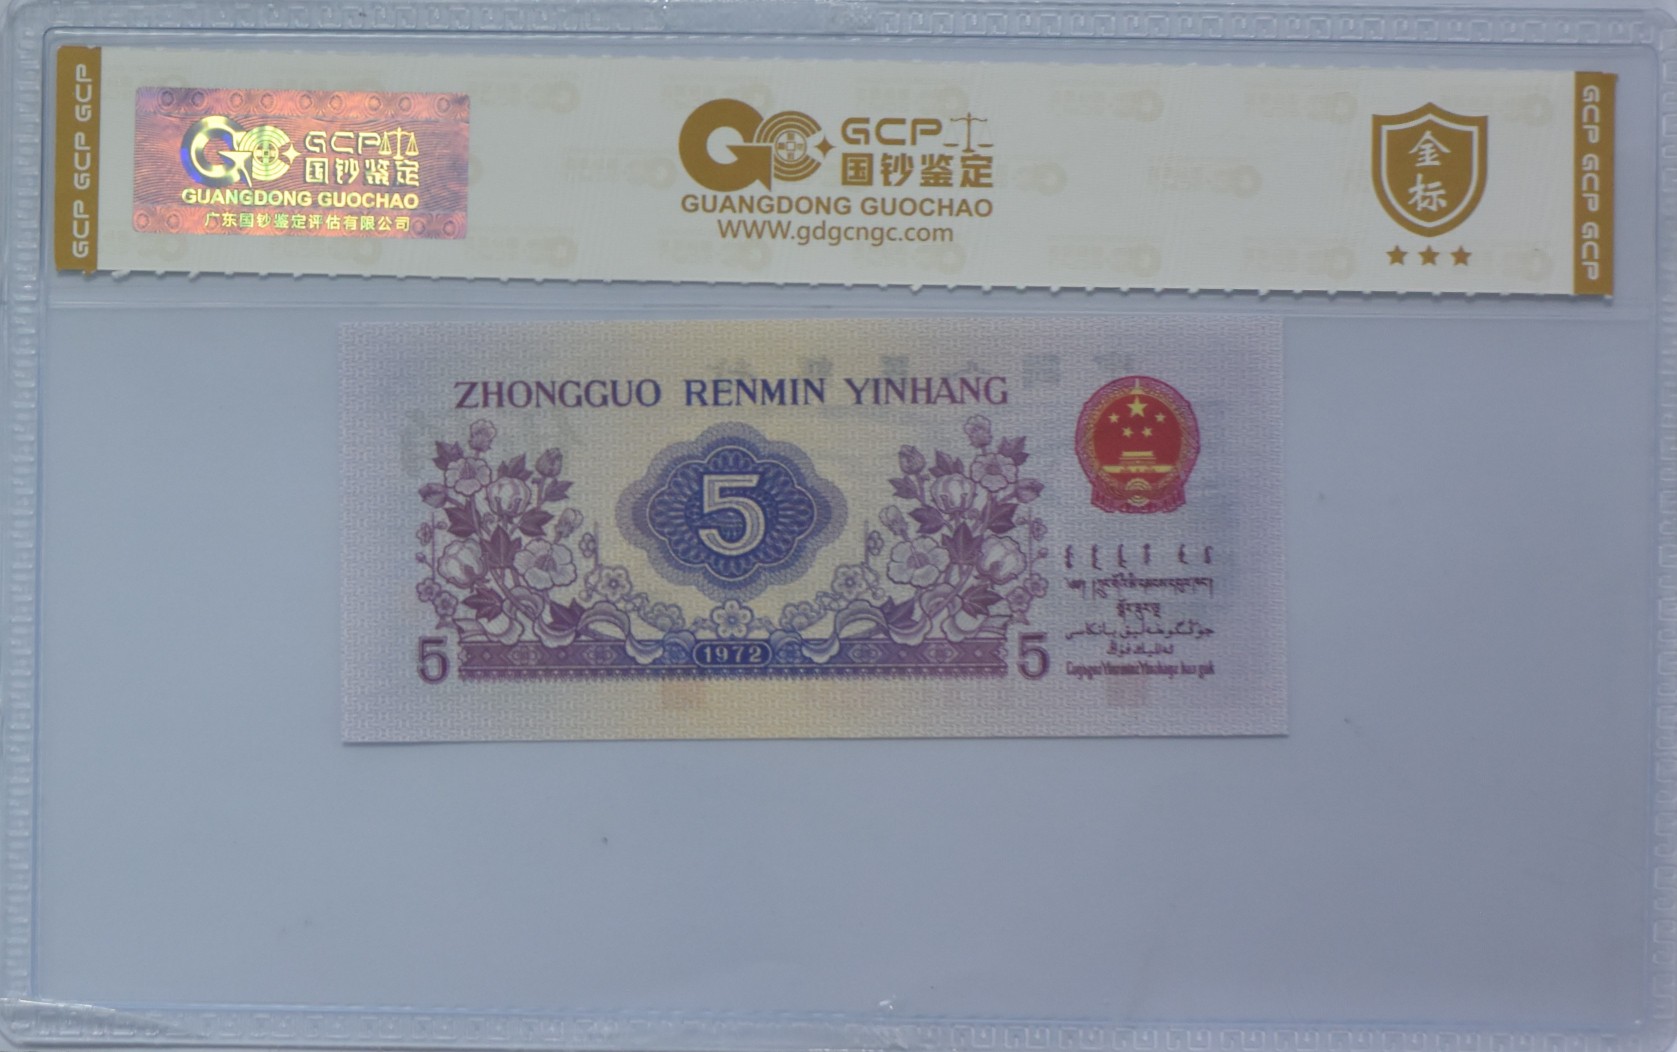 GCP GCP GCP
GCP
国钞鉴定
GUANGDONG GUOCHAO
广东国钞鉴定评估有限公司
GCP
国钞鉴定
GUANGDONG GUOCHAO
WWW.gdgcngc.com
金
标
GCP GCP GCP
ZHONGGUO RENMIN YINHANG
5
5
1972
5